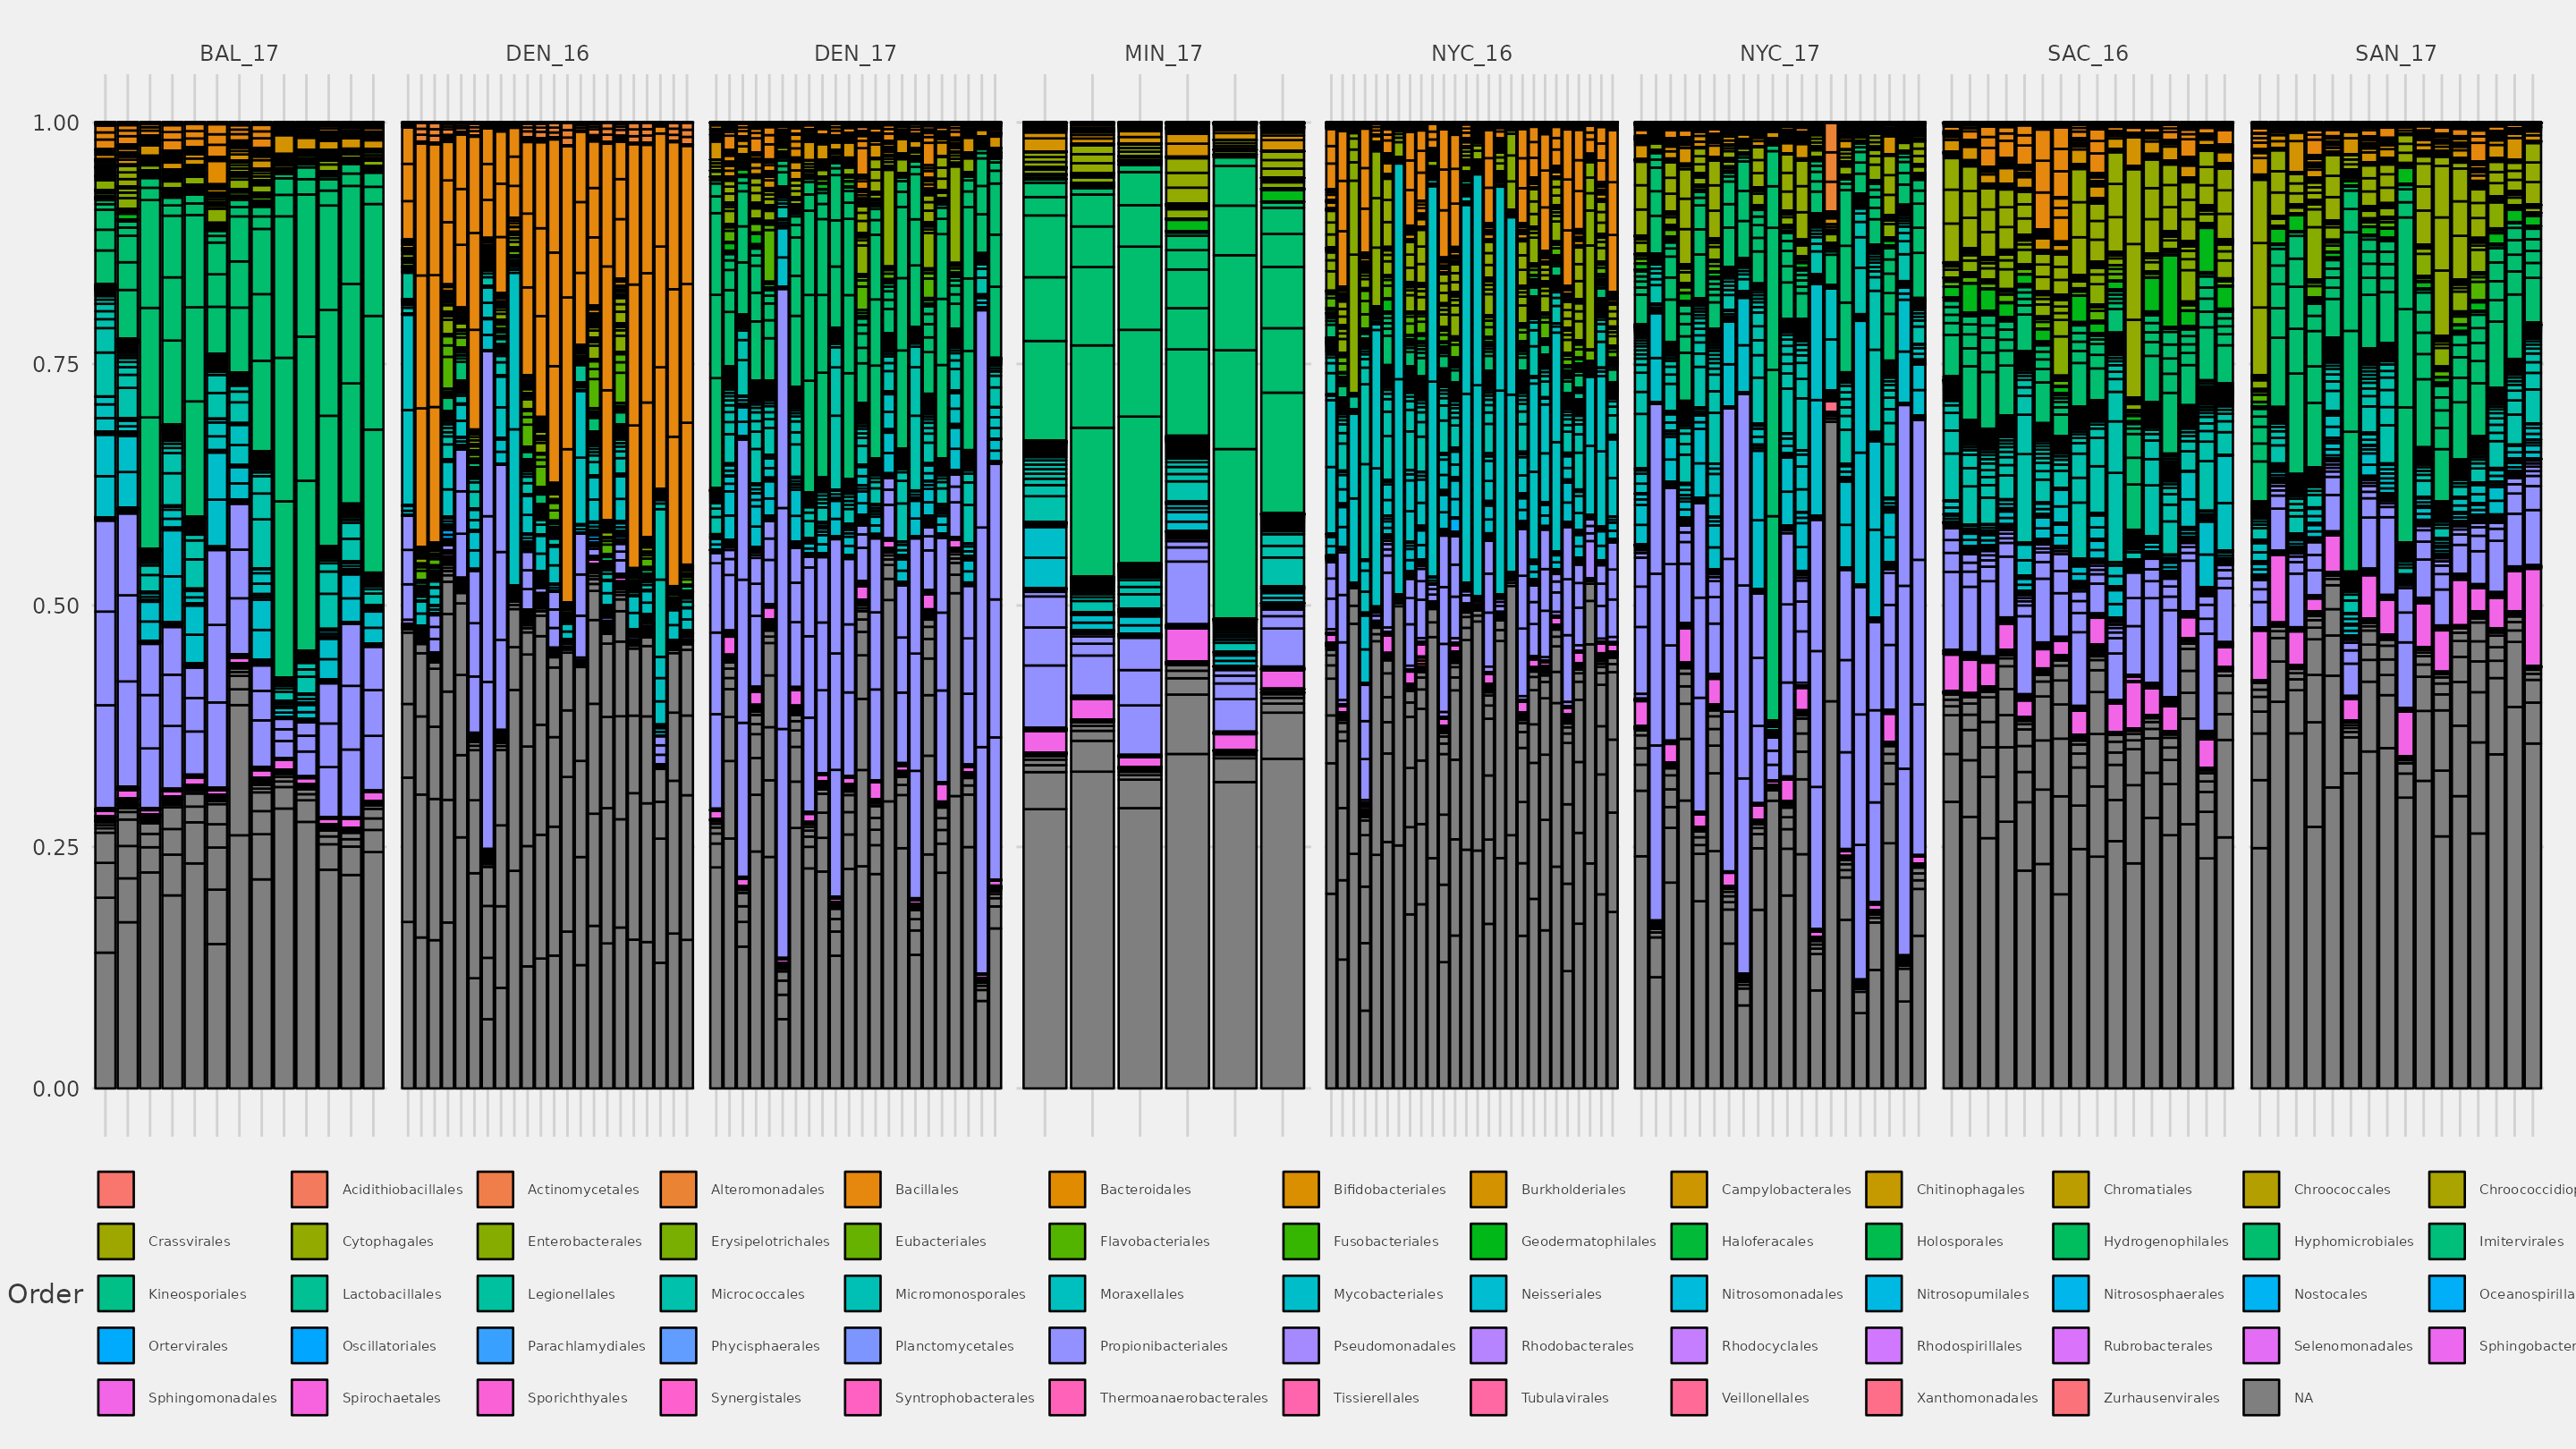 BAL_17 DEN_16 DEN_17 MIN_17 NYC_16 NYC_17 SAC_16 SAN_17
1.00
0.75
0.50
0.25
0.00
Acidithiobacillales Actinomycetales Alteromonadales Bacillales Bacteroidales Bifidobacteriales Burkholderiales Campylobacterales Chitinophagales Chromatiales Chroococcales Chroococcidiop
Crassvirales Cytophagales Enterobacterales Erysipelotrichales Eubacteriales Flavobacteriales Fusobacteriales Geodermatophilales Haloferacales Holosporales Hydrogenophilales Hyphomicrobiales Imitervirales
Order Kineosporiales Lactobacillales Legionellales Micrococcales Micromonosporales Moraxellales Mycobacteriales Neisseriales Nitrosomonadales Nitrosopumilales Nitrososphaerales Nostocales Oceanospirilla
Ortervirales Oscillatoriales Parachlamydiales Phycisphaerales Planctomycetales Propionibacteriales Pseudomonadales Rhodobacterales Rhodocyclales Rhodospirillales Rubrobacterales Selenomonadales Sphingobacter
Sphingomonadales Spirochaetales Sporichthyales Synergistales Syntrophobacterales Thermoanaerobacterales Tissierellales Tubulavirales Veillonellales Xanthomonadales Zurhausenvirales NA